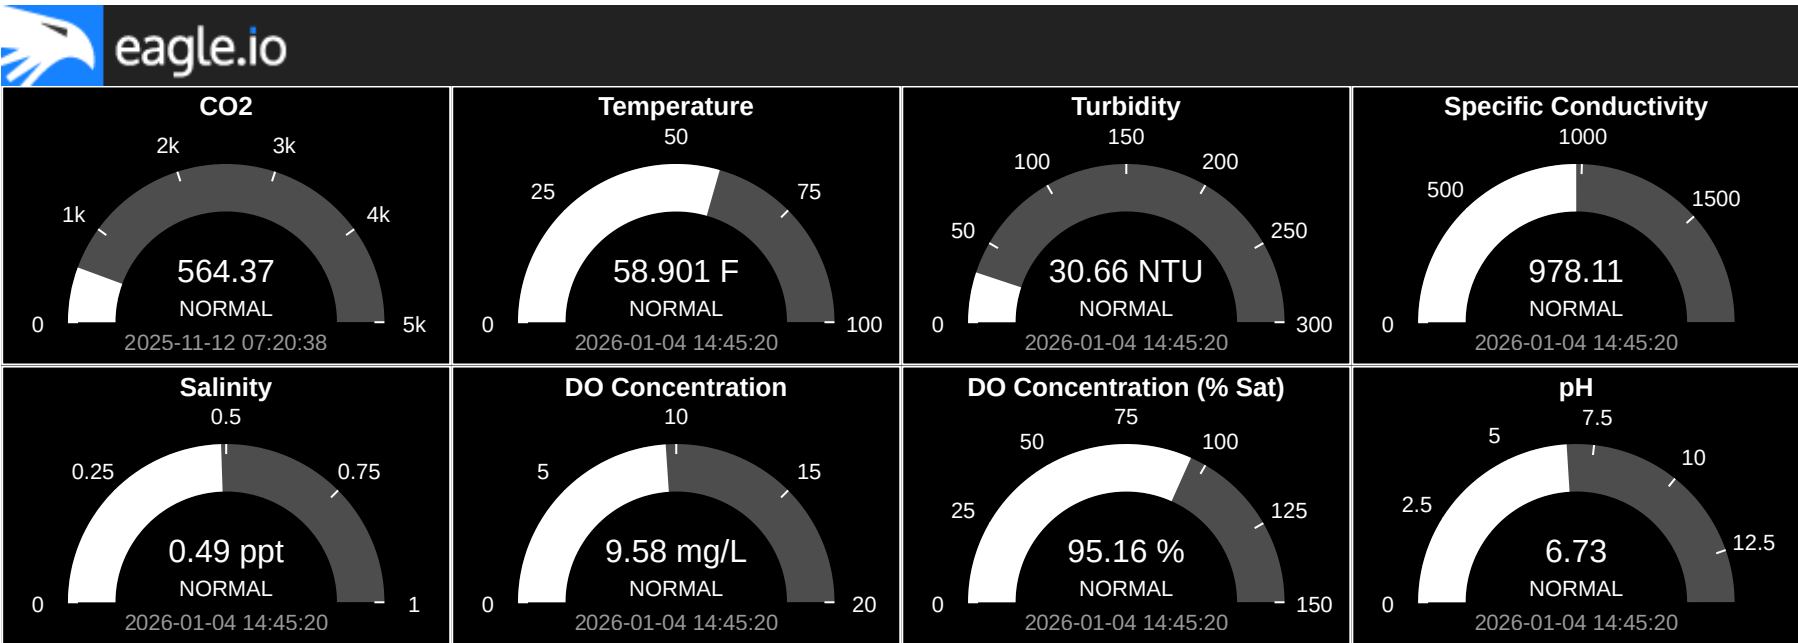 eagle.io
CO2
0
1k
2k
3k
4k
5k
564.37
NORMAL
2025-11-12 07:20:38
Temperature
0
25
50
75
100
58.901 F
NORMAL
2026-01-04 14:45:20
Turbidity
0
50
100
150
200
250
300
30.66 NTU
NORMAL
2026-01-04 14:45:20
Specific Conductivity
0
500
1000
1500
978.11
NORMAL
2026-01-04 14:45:20
Salinity
0
0.25
0.5
0.75
1
0.49 ppt
NORMAL
2026-01-04 14:45:20
DO Concentration
0
5
10
15
20
9.58 mg/L
NORMAL
2026-01-04 14:45:20
DO Concentration (% Sat)
0
25
50
75
100
125
150
95.16 %
NORMAL
2026-01-04 14:45:20
pH
0
2.5
5
7.5
10
12.5
6.73
NORMAL
2026-01-04 14:45:20